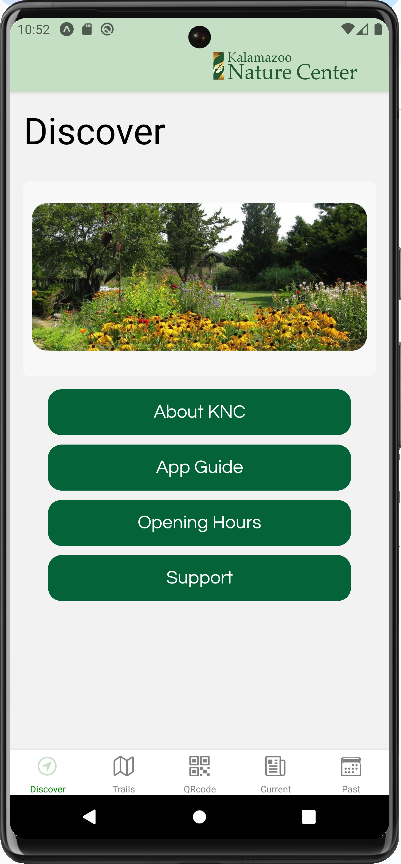 10:52
Kalamazoo
Nature Center
Discover
About KNC
App Guide
Opening Hours
Support
Discover
Trails
QRcode
Current
Past